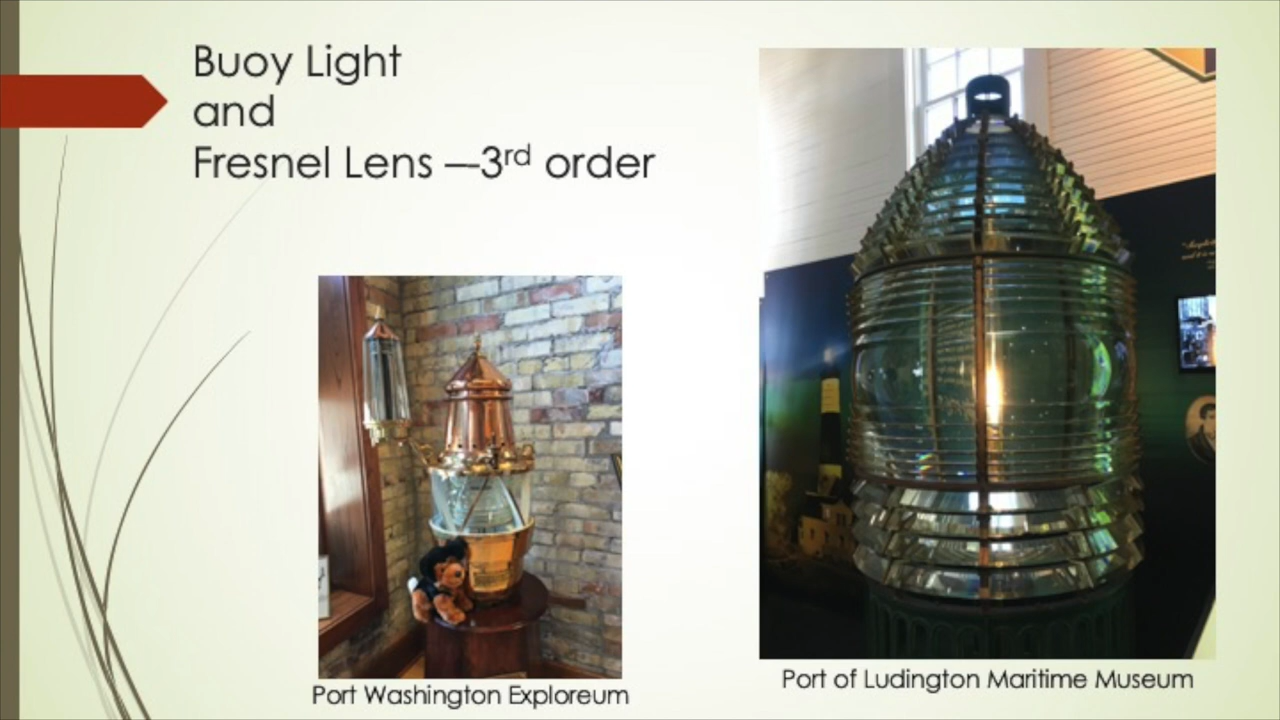 Buoy Light
and
Fresnel Lens —-3rd order
Port Washington Exploreum
Port of Ludington Maritime Museum